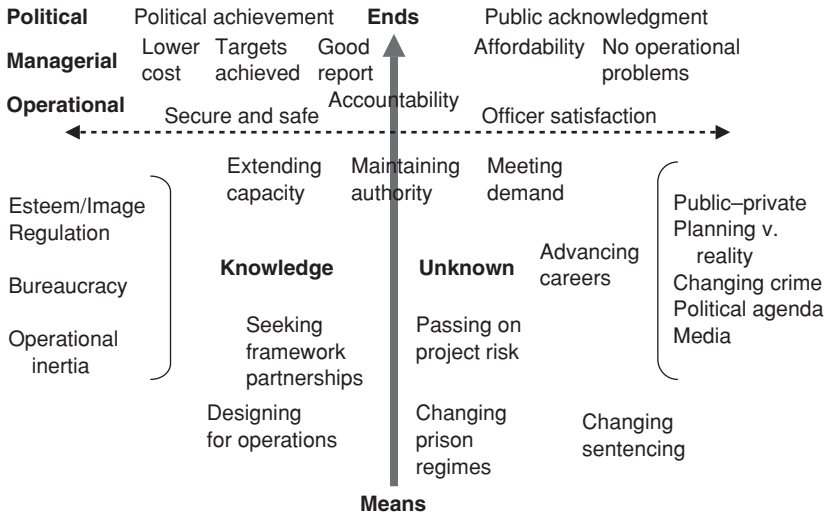 Political Political achievement Ends Public acknowledgment
Managerial Lower cost Targets achieved Good report Affordability No operational problems
Operational Accountability
Secure and safe Officer satisfaction
Extending capacity
Maintaining authority
Meeting demand
Esteem/Image
Regulation
Bureaucracy
Operational
inertia
Knowledge Unknown
Advancing
careers
Public–private
Planning v.
reality
Changing crime
Political agenda
Media
Seeking
framework
partnerships
Passing on
project risk
Designing
for operations
Changing
prison
regimes
Changing
sentencing
Means